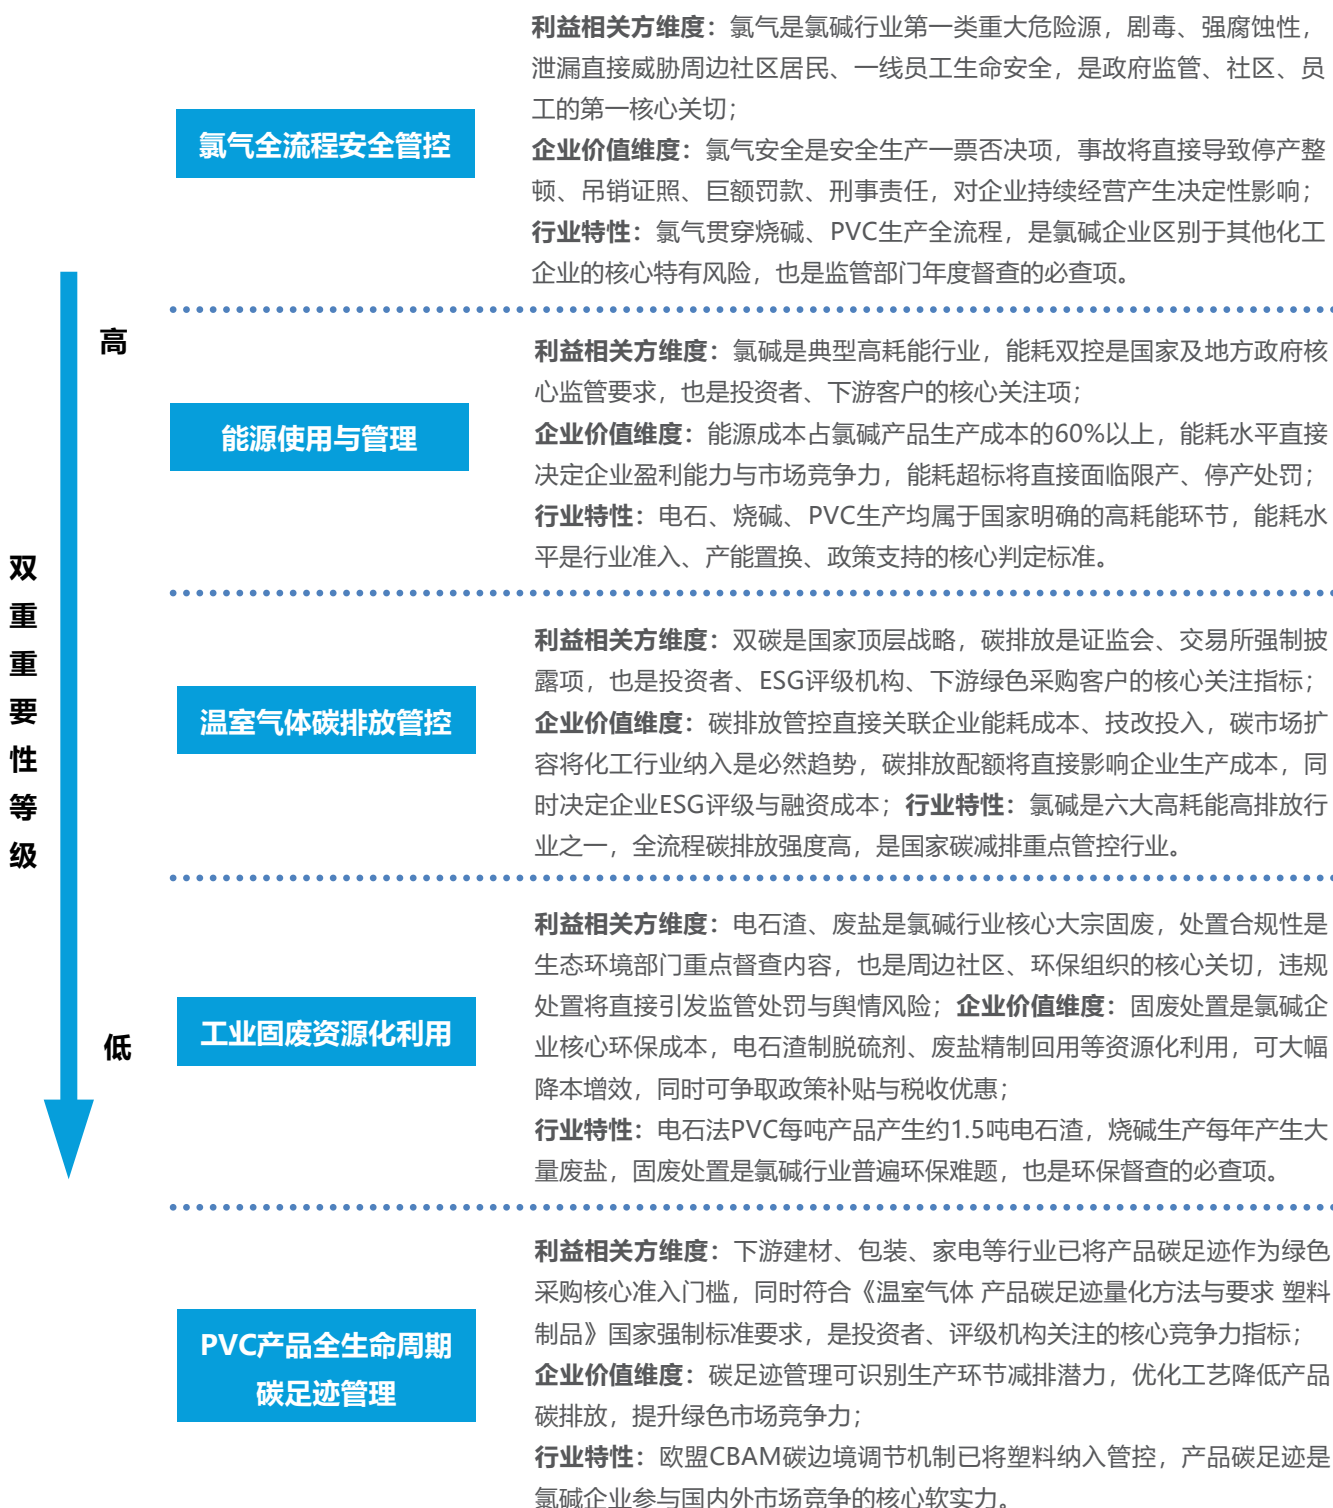 双重重要性等级
高
低
氯气全流程安全管控
利益相关方维度：氯气是氯碱行业第一类重大危险源，剧毒、强腐蚀性，
泄漏直接威胁周边社区居民、一线员工生命安全，是政府监管、社区、员
工的第一核心关切；
企业价值维度：氯气安全是安全生产一票否决项，事故将直接导致停产整
顿、吊销证照、巨额罚款、刑事责任，对企业持续经营产生决定性影响；
行业特性：氯气贯穿烧碱、PVC生产全流程，是氯碱企业区别于其他化工
企业的核心特有风险，也是监管部门年度督查的必查项。
能源使用与管理
利益相关方维度：氯碱是典型高耗能行业，能耗双控是国家及地方政府核
心监管要求，也是投资者、下游客户的核心关注项；
企业价值维度：能源成本占氯碱产品生产成本的60%以上，能耗水平直接
决定企业盈利能力与市场竞争力，能耗超标将直接面临限产、停产处罚；
行业特性：电石、烧碱、PVC生产均属于国家明确的高耗能环节，能耗水
平是行业准入、产能置换、政策支持的核心判定标准。
温室气体碳排放管控
利益相关方维度：双碳是国家顶层战略，碳排放是证监会、交易所强制披
露项，也是投资者、ESG评级机构、下游绿色采购客户的核心关注指标；
企业价值维度：碳排放管控直接关联企业能耗成本、技改投入，碳市场扩
容将化工行业纳入是必然趋势，碳排放配额将直接影响企业生产成本，同
时决定企业ESG评级与融资成本；行业特性：氯碱是六大高耗能高排放行
业之一，全流程碳排放强度高，是国家碳减排重点管控行业。
工业固废资源化利用
利益相关方维度：电石渣、废盐是氯碱行业核心大宗固废，处置合规性是
生态环境部门重点督查内容，也是周边社区、环保组织的核心关切，违规
处置将直接引发监管处罚与舆情风险；企业价值维度：固废处置是氯碱企
业核心环保成本，电石渣制脱硫剂、废盐精制回用等资源化利用，可大幅
降本增效，同时可争取政策补贴与税收优惠；
行业特性：电石法PVC每吨产品产生约1.5吨电石渣，烧碱生产每年产生大
量废盐，固废处置是氯碱行业普遍环保难题，也是环保督查的必查项。
PVC产品全生命周期
碳足迹管理
利益相关方维度：下游建材、包装、家电等行业已将产品碳足迹作为绿色
采购核心准入门槛，同时符合《温室气体 产品碳足迹量化方法与要求 塑料
制品》国家强制标准要求，是投资者、评级机构关注的核心竞争力指标；
企业价值维度：碳足迹管理可识别生产环节减排潜力，优化工艺降低产品
碳排放，提升绿色市场竞争力；
行业特性：欧盟CBAM碳边境调节机制已将塑料纳入管控，产品碳足迹是
氯碱企业参与国内外市场竞争的核心软实力。